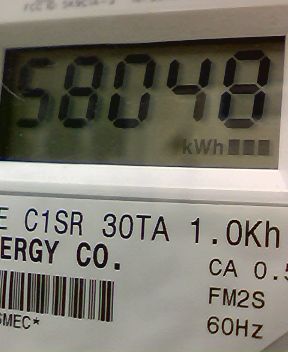 58048
kWh
E C1SR 30TA 1.0Kh
ERGY CO.
CA 0.5
FM2S
60Hz
SMEC*